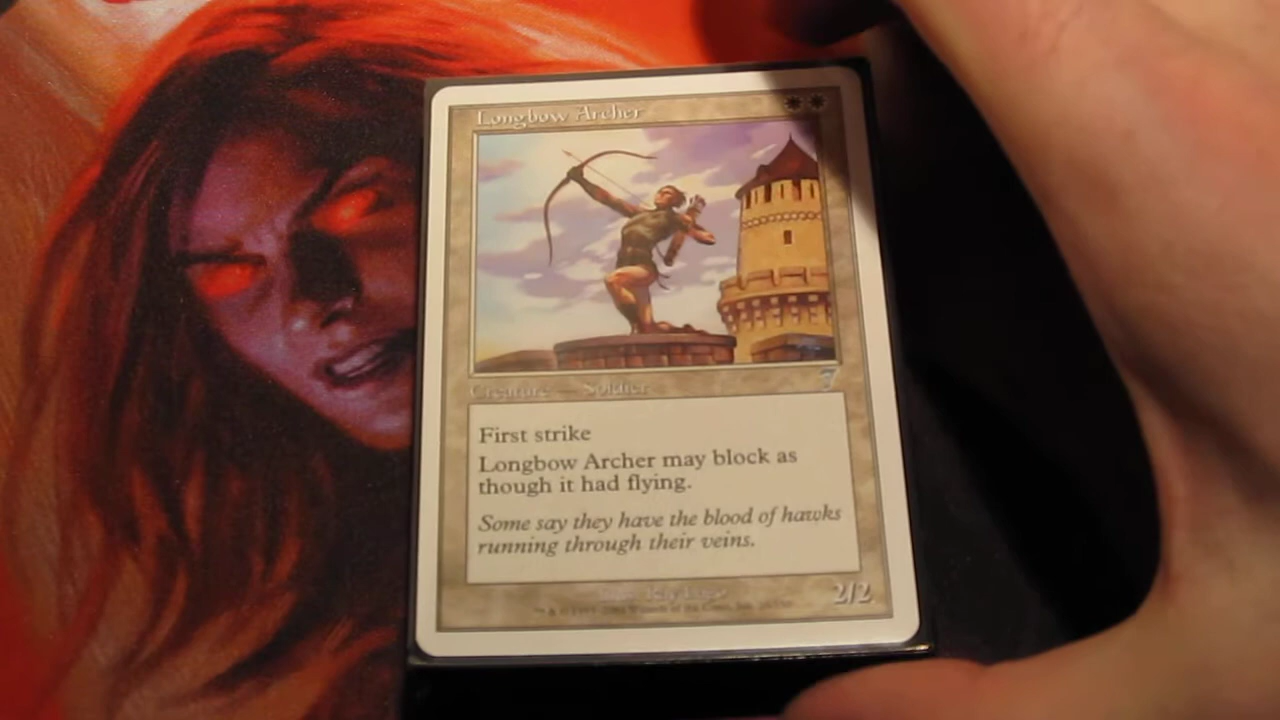 Longbow Archer
Creature — Soldier
7
First strike
Longbow Archer may block as
though it had flying.
Some say they have the blood of hawks
running through their veins.
2/2